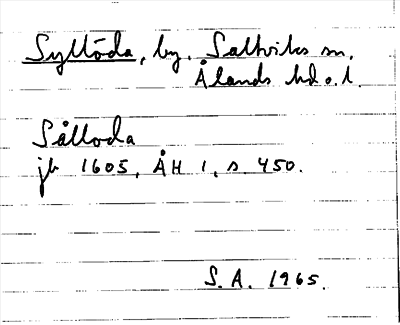 Syllöda, by. Saltviks sn.
Ålands hd o. l.
Sålloda
jb 1605, ÅH 1, s 450.
S. A. 1965.